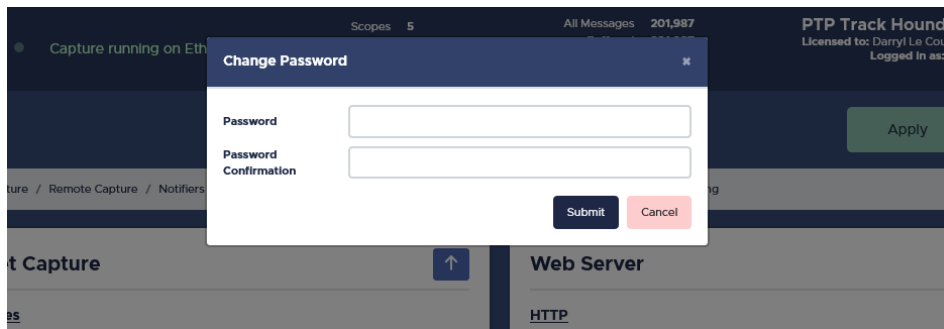 Scopes 5
All Messages 201,987
PTP Track Hound
Licensed to: Darryl Le Cou
Logged in as:
Capture running on Eth
Change Password
×
Password
Password
Confirmation
Submit
Cancel
Apply
ture / Remote Capture / Notifiers
ng
t Capture
↑
Web Server
es
HTTP